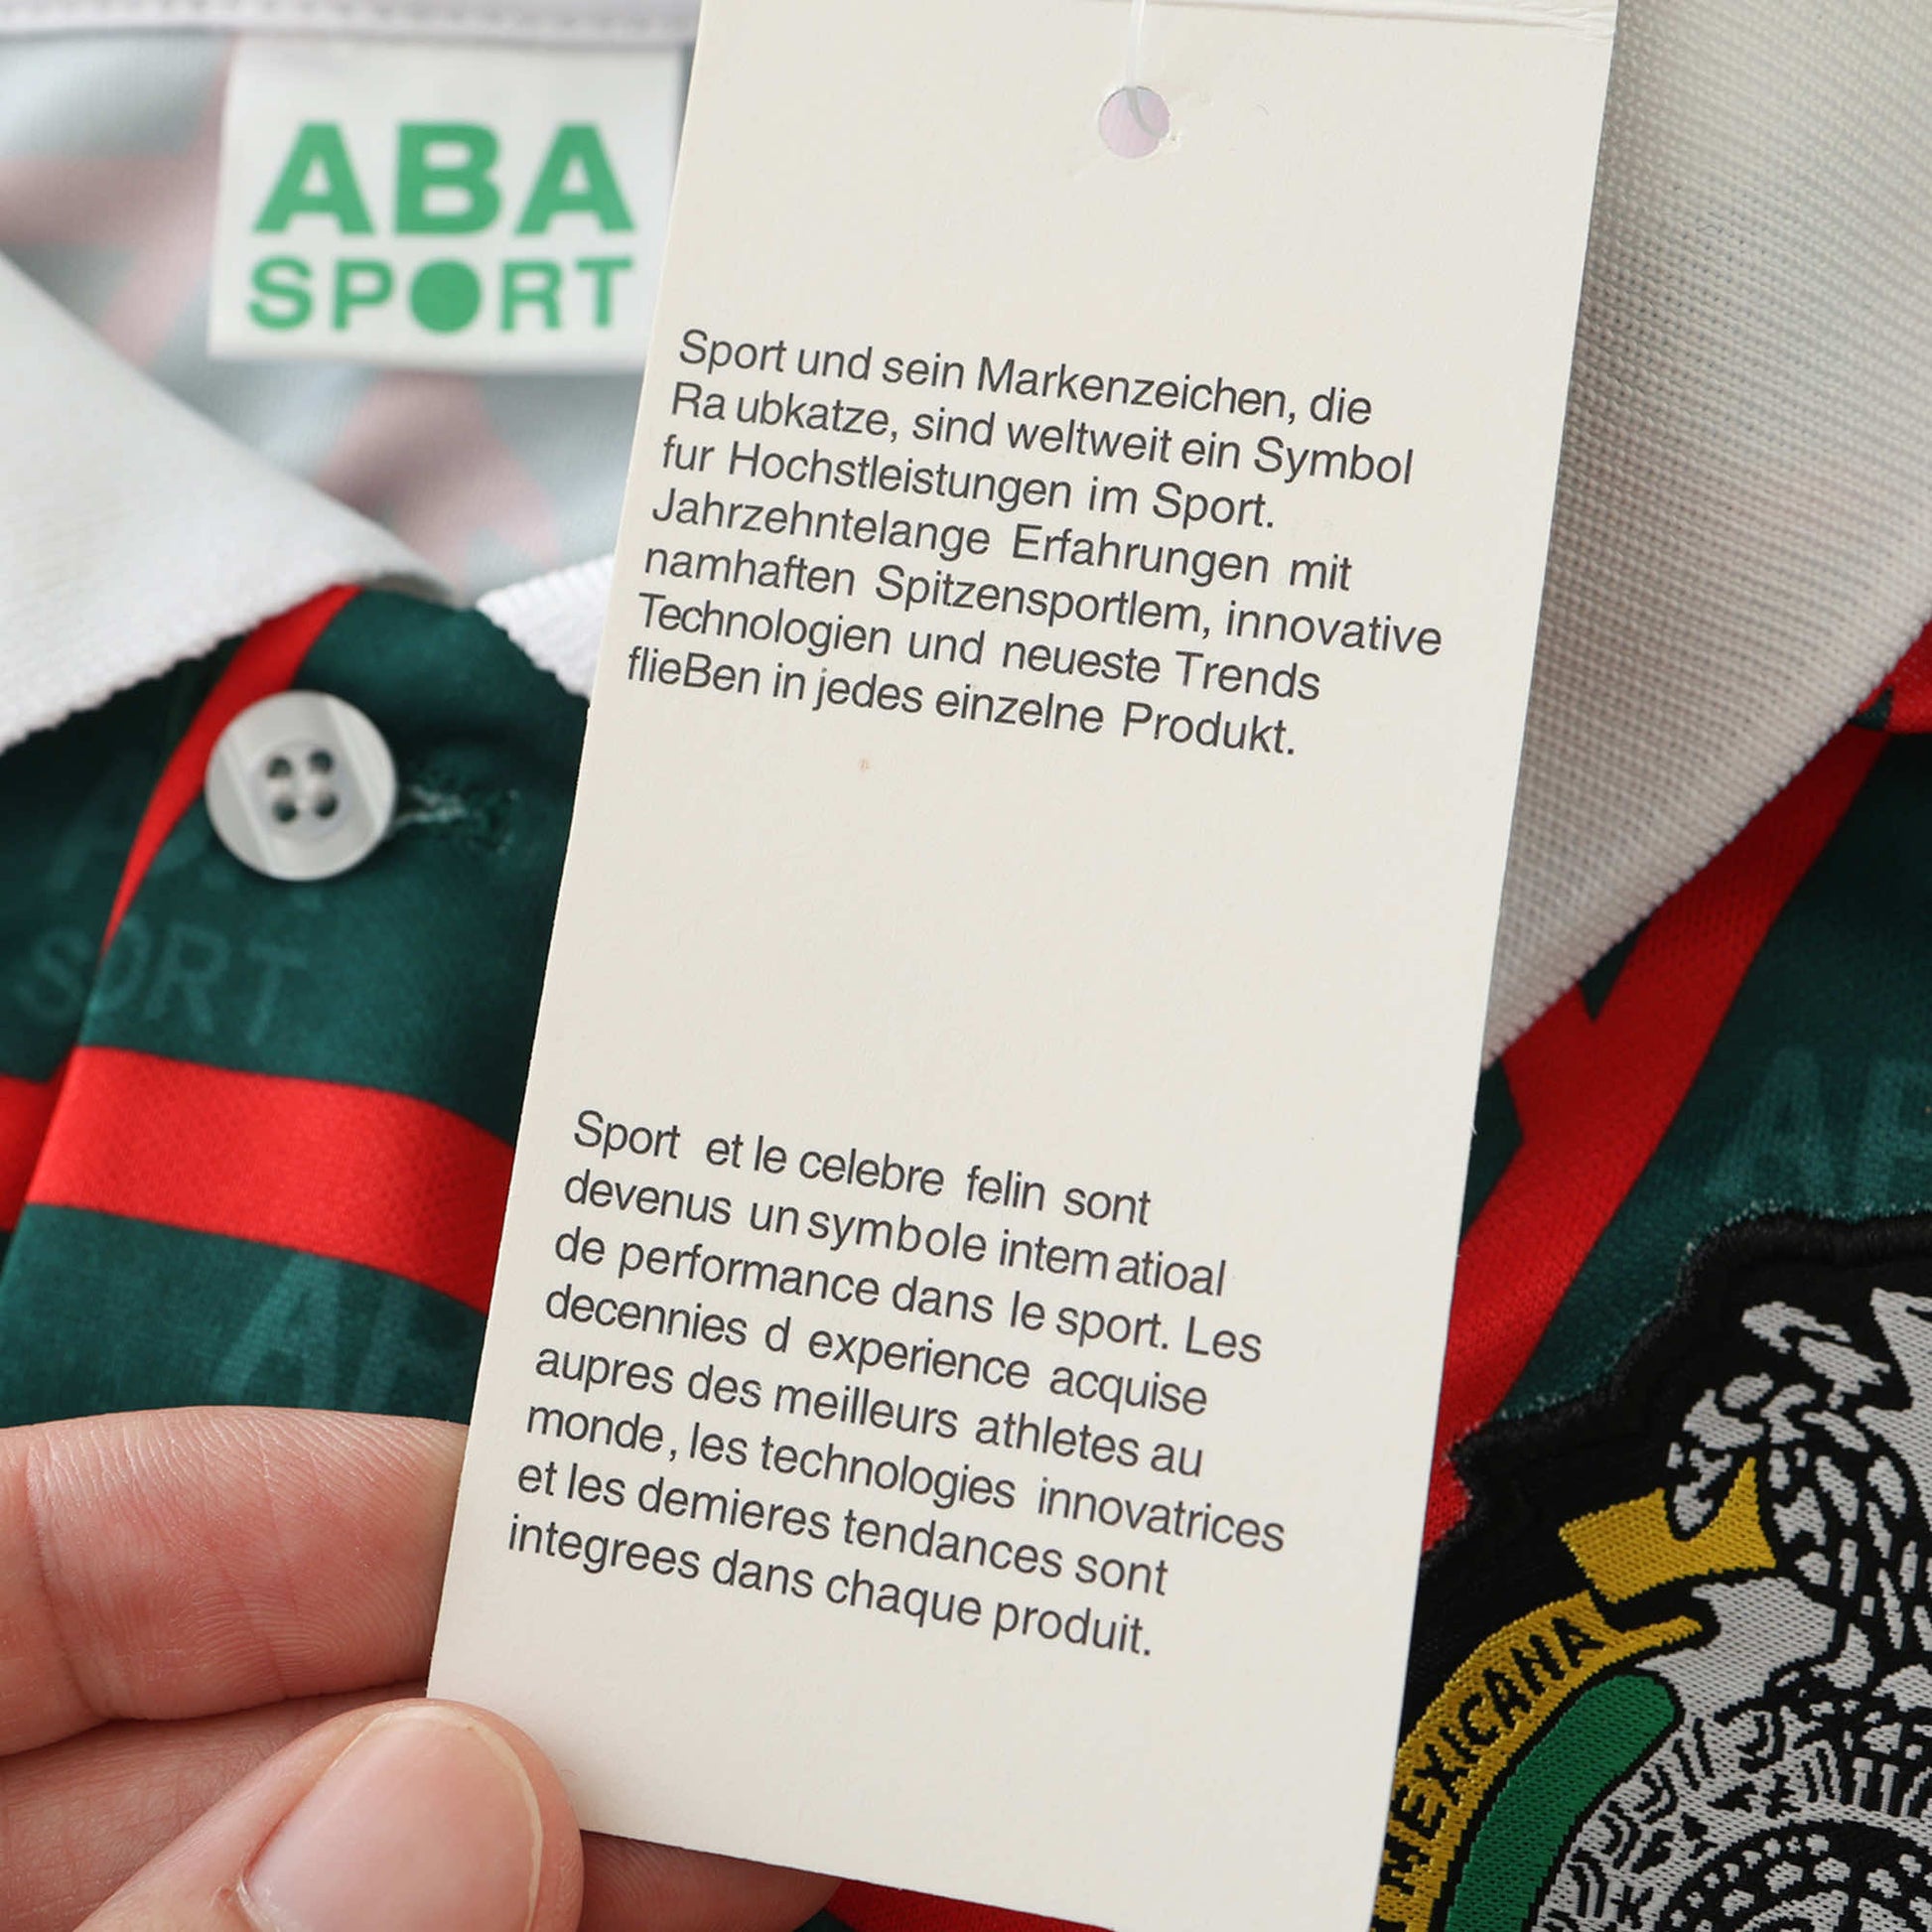 ABA
SPORT
Sport und sein Markenzeichen, die
Ra ubkatze, sind weltweit ein Symbol
fur Hochstleistungen im Sport.
Jahrzehntelange Erfahrungen mit
namhaften Spitzensportlem, innovative
Technologien und neueste Trends
flieBen in jedes einzelne Produkt.
Sport et le celebre felin sont
devenus un symbole intem atioal
de performance dans le sport. Les
decennies d experience acquise
aupres des meilleurs athletes au
monde, les technologies innovatrices
et les demieres tendances sont
integrees dans chaque produit.
MEXICANA